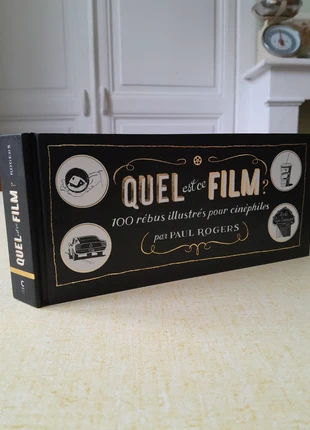 QUEL est ce FILM?
100 rébus illustrés pour cinéphiles
par PAUL ROGERS
QUEL est ce FILM? ROGERS